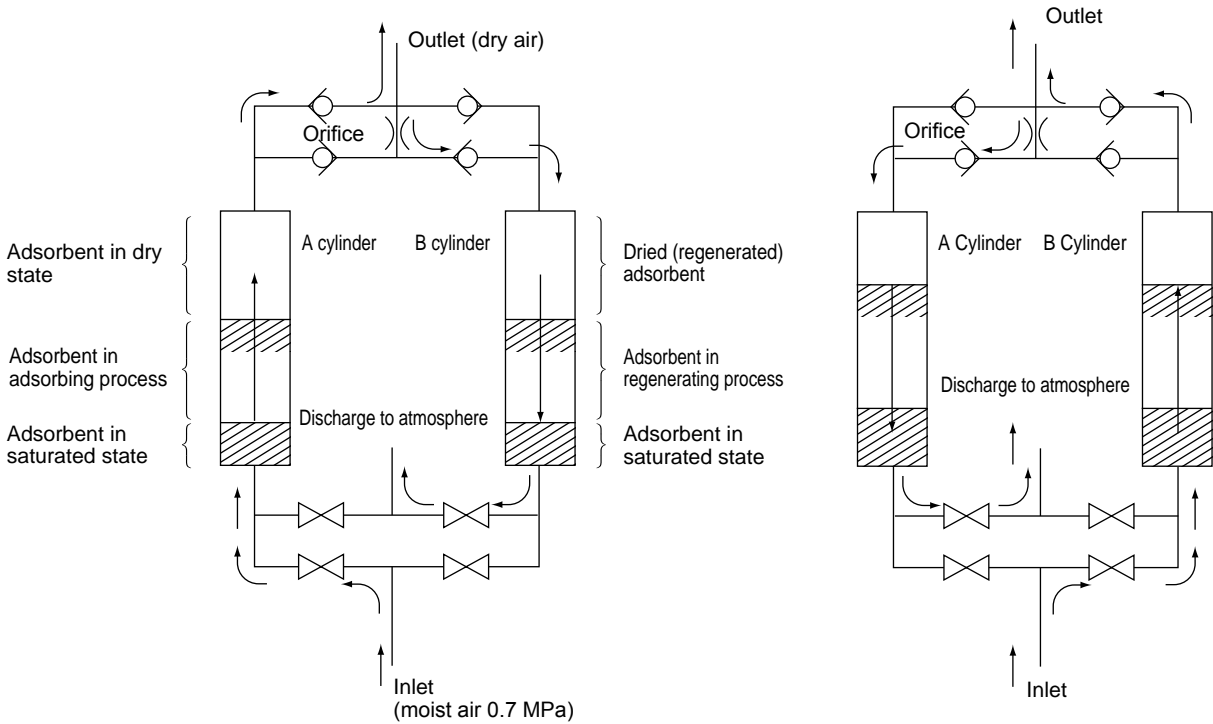 Outlet (dry air)
Orifice
A cylinder
B cylinder
Adsorbent in dry
state
Dried (regenerated)
adsorbent
Adsorbent in
adsorbing process
Adsorbent in
regenerating process
Discharge to atmosphere
Adsorbent in
saturated state
Adsorbent in
saturated state
Inlet
(moist air 0.7 MPa)
Outlet
Orifice
A Cylinder
B Cylinder
Discharge to atmosphere
Inlet